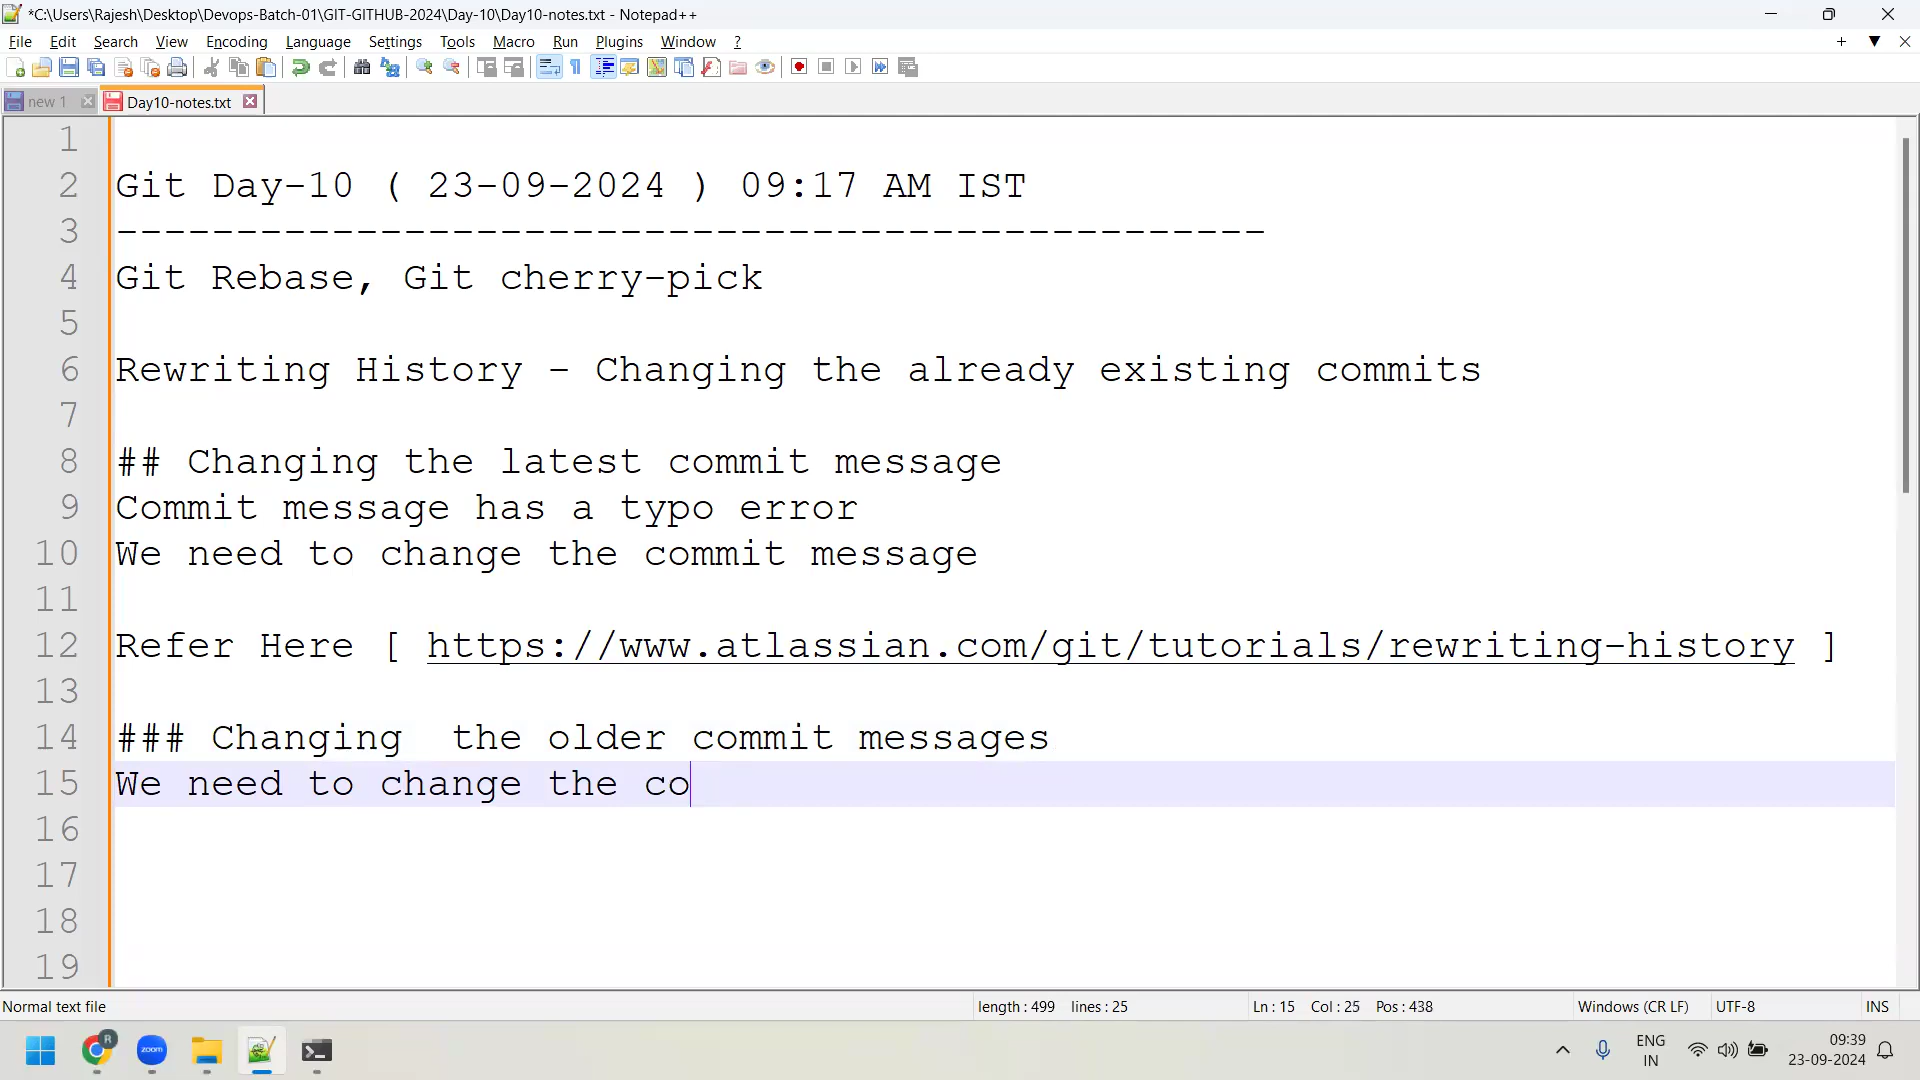 *C:\Users\Rajesh\Desktop\Devops-Batch-01\GIT-GITHUB-2024\Day-10\Day10-notes.txt - Notepad++
File Edit Search View Encoding Language Settings Tools Macro Run Plugins Window ?
new 1 Day10-notes.txt
1
2 Git Day-10 ( 23-09-2024 ) 09:17 AM IST
3 ------------------------------------------------
4 Git Rebase, Git cherry-pick
5
6 Rewriting History - Changing the already existing commits
7
8 ## Changing the latest commit message
9 Commit message has a typo error
10 We need to change the commit message
11
12 Refer Here [ https://www.atlassian.com/git/tutorials/rewriting-history ]
13
14 ### Changing  the older commit messages
15 We need to change the co
16
17
18
19
Normal text file length : 499 lines : 25 Ln : 15 Col : 25 Pos : 438 Windows (CR LF) UTF-8 INS
R zoom ENG IN 09:39
23-09-2024